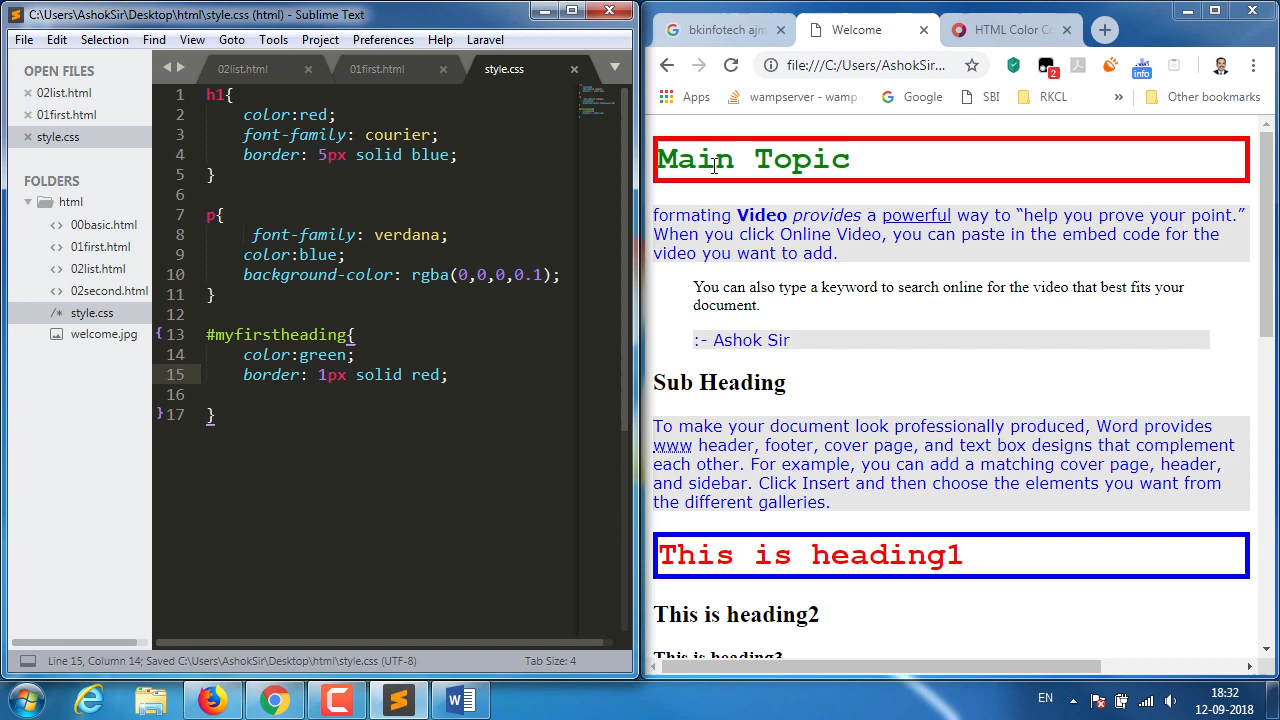 C:\Users\AshokSir\Desktop\html\style.css (html) - Sublime Text
File Edit Selection Find View Goto Tools Project Preferences Help Laravel
OPEN FILES
02list.html
01first.html
style.css
FOLDERS
html
00basic.html
01first.html
02list.html
02second.html
style.css
welcome.jpg
02list.html 01first.html style.css
1 h1{
2 color:red;
3 font-family: courier;
4 border: 5px solid blue;
5 }
6
7 p{
8 font-family: verdana;
9 color:blue;
10 background-color: rgba(0,0,0,0.1);
11 }
12
13 #myfirstheading{
14 color:green;
15 border: 1px solid red;
16
17 }
Line 15, Column 14; Saved C:\Users\AshokSir\Desktop\html\style.css (UTF-8) Tab Size: 4
bkinfotech ajm Welcome HTML Color Co
file:///C:/Users/AshokSir... 2 info
Apps wampserver - wamp Google SBI RKCL » Other bookmarks
Main Topic
formating Video provides a powerful way to “help you prove your point.”
When you click Online Video, you can paste in the embed code for the
video you want to add.
You can also type a keyword to search online for the video that best fits your
document.
:- Ashok Sir
Sub Heading
To make your document look professionally produced, Word provides
www header, footer, cover page, and text box designs that complement
each other. For example, you can add a matching cover page, header,
and sidebar. Click Insert and then choose the elements you want from
the different galleries.
This is heading1
This is heading2
This is heading3
EN 18:32
12-09-2018